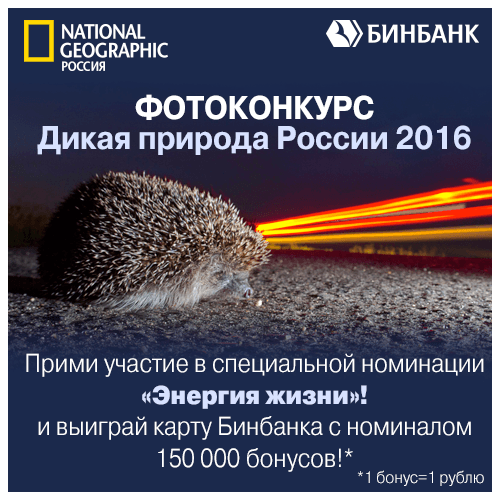 NATIONAL
GEOGRAPHIC
РОССИЯ
БИНБАНК
ФОТОКОНКУРС
Дикая природа России 2016
Прими участие в специальной номинации
«Энергия жизни»!
и выиграй карту Бинбанка с номиналом
150 000 бонусов!*
*1 бонус=1 рублю